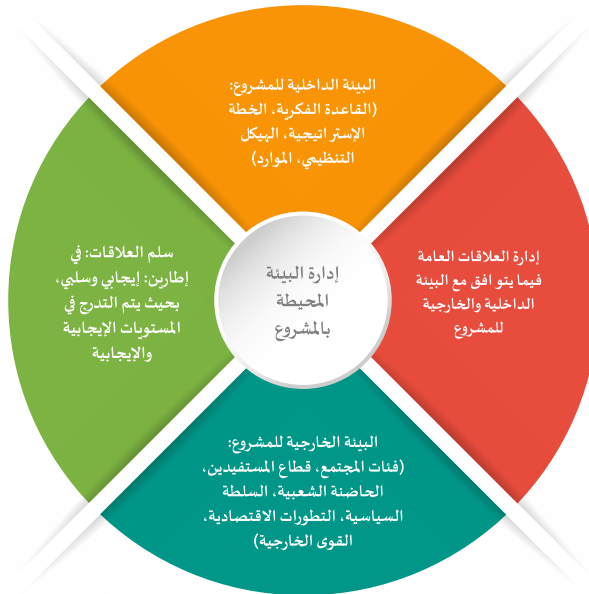 البيئة الداخلية للمشروع:
(القاعدة الفكرية، الخطة
الإستراتيجية، الهيكل
التنظيمي، الموارد)
إدارة العلاقات العامة
فيما يتوافق مع البيئة
الداخلية والخارجية
للمشروع
إدارة البيئة
المحيطة
بالمشروع
سلم العلاقات: في
إطارين: إيجابي وسلبي،
بحيث يتم التدرج في
المستويات الإيجابية
والإيجابية
البيئة الخارجية للمشروع:
(فئات المجتمع، قطاع المستفيدين،
الحاضنة الشعبية، السلطة
السياسية، التطورات الاقتصادية،
القوى الخارجية)